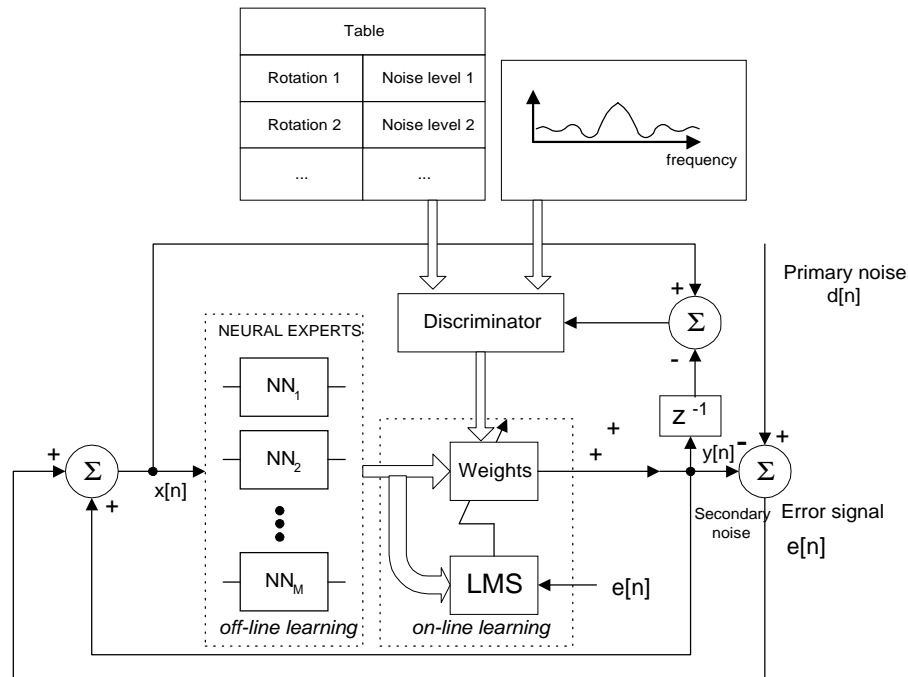 Table
Rotation 1 Noise level 1
Rotation 2 Noise level 2
... ...
frequency
Primary noise
d[n]
+
Discriminator
Σ
-
NEURAL EXPERTS
NN₁
Z ⁻¹
+
NN₂
+
Σ
x[n]
+
Weights
+
y[n]
-
+
Σ
Secondary
noise
Error signal
e[n]
NN_M
LMS
e[n]
off-line learning
on-line learning